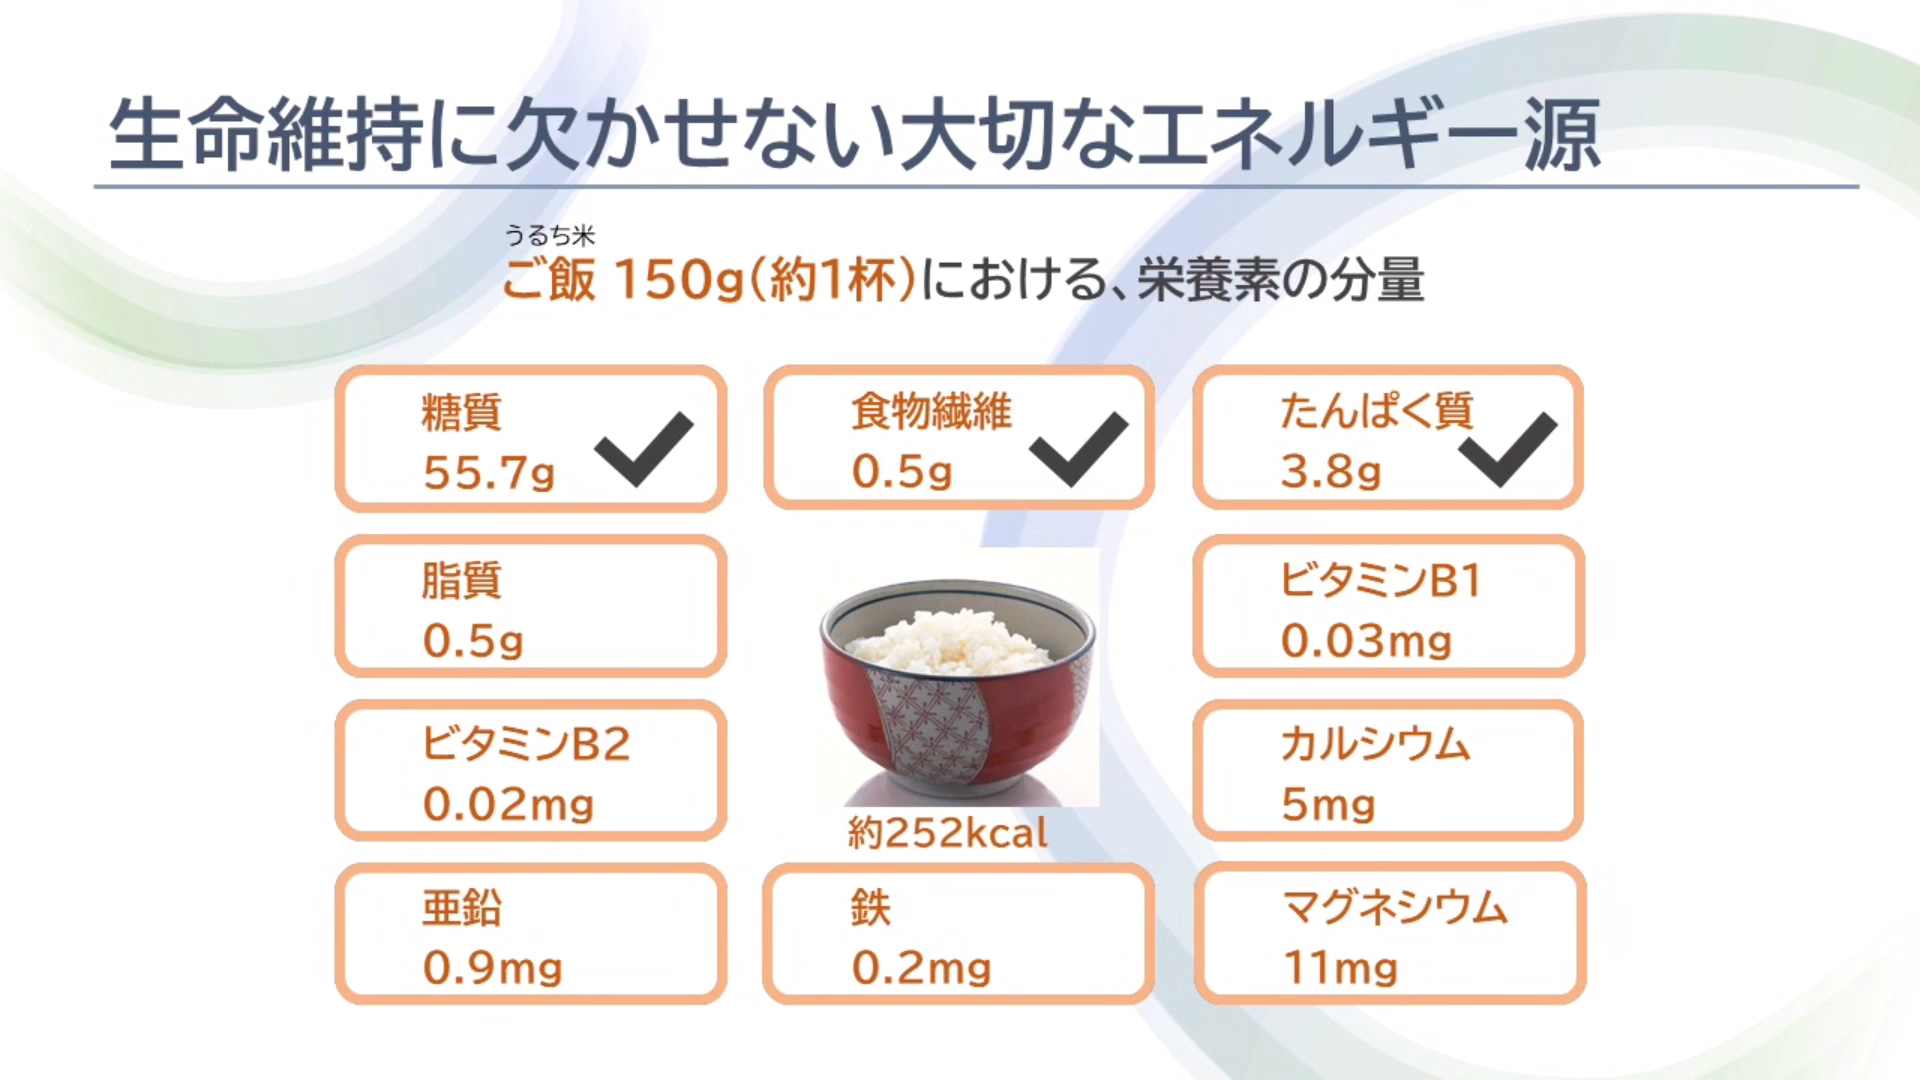 生命維持に欠かせない大切なエネルギー源
うるち米
ご飯 150g(約1杯)における、栄養素の分量
糖質
55.7g
食物繊維
0.5g
たんぱく質
3.8g
脂質
0.5g
ビタミンB1
0.03mg
ビタミンB2
0.02mg
約252kcal
カルシウム
5mg
亜鉛
0.9mg
鉄
0.2mg
マグネシウム
11mg